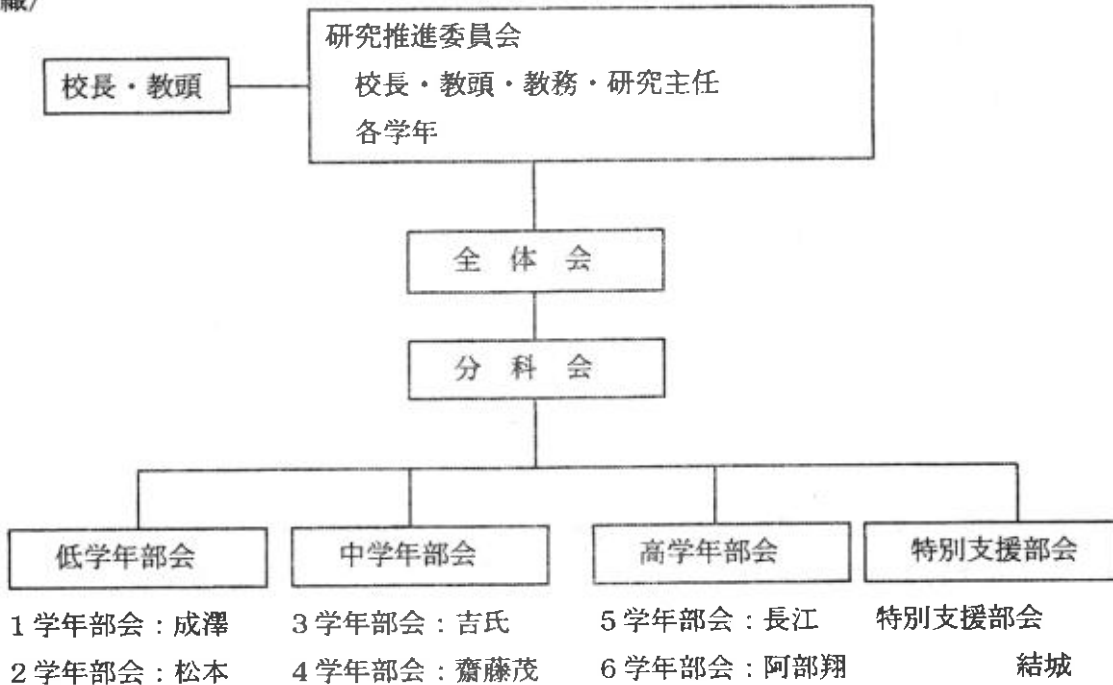 織
研究推進委員会
校長・教頭・教務・研究主任
各学年
校長・教頭
全 体 会
分 科 会
低学年部会
中学年部会
高学年部会
特別支援部会
1学年部会：成澤
3学年部会：吉氏
5学年部会：長江
特別支援部会
2学年部会：松本
4学年部会：齋藤茂
6学年部会：阿部翔
結城